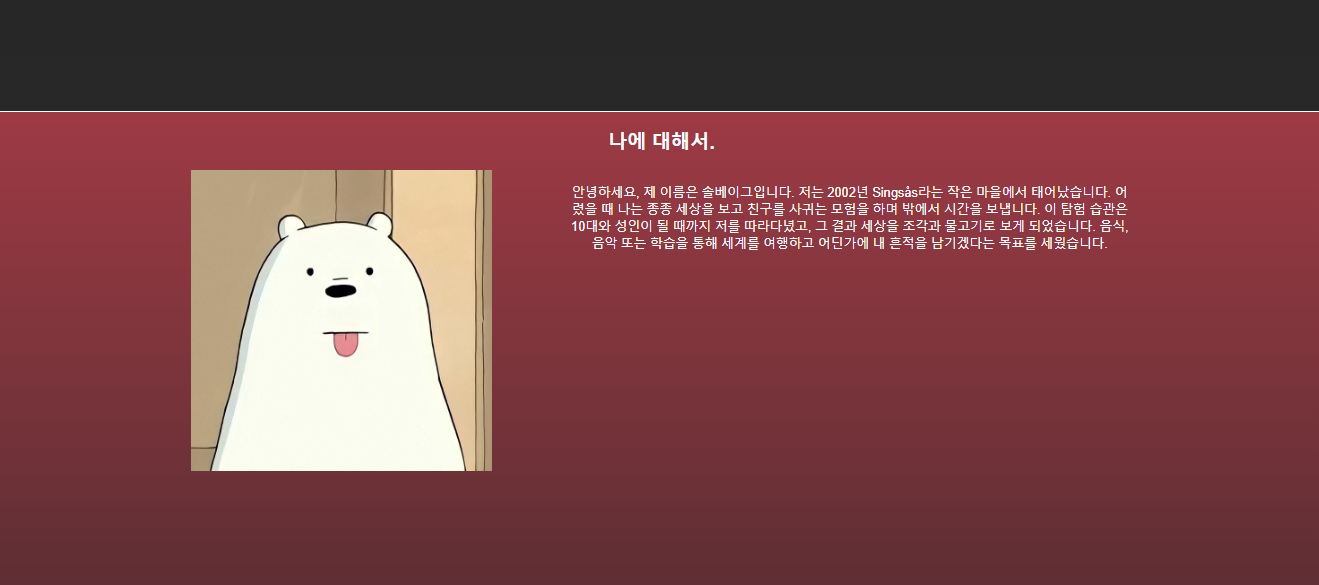 나에 대해서.
안녕하세요, 제 이름은 솔베이그입니다. 저는 2002년 Singsås라는 작은 마을에서 태어났습니다. 어
렸을 때 나는 종종 세상을 보고 친구를 사귀는 모험을 하며 밖에서 시간을 보냅니다. 이 탐험 습관은
10대와 성인이 될 때까지 저를 따라다녔고, 그 결과 세상을 조각과 물고기로 보게 되었습니다. 음식,
음악 또는 학습을 통해 세계를 여행하고 어딘가에 내 흔적을 남기겠다는 목표를 세웠습니다.